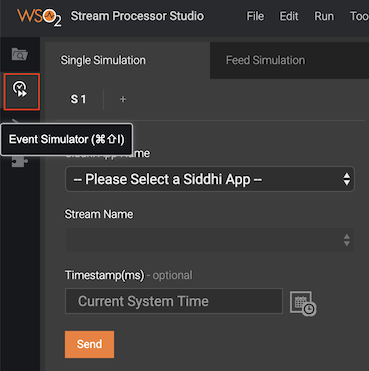 WSO2 Stream Processor Studio File Edit Run Too
Single Simulation Feed Simulation
S 1 +
Event Simulator (⌘⇧I)
Siddhi App Name
-- Please Select a Siddhi App --
Stream Name
Timestamp(ms) - optional
Current System Time
Send